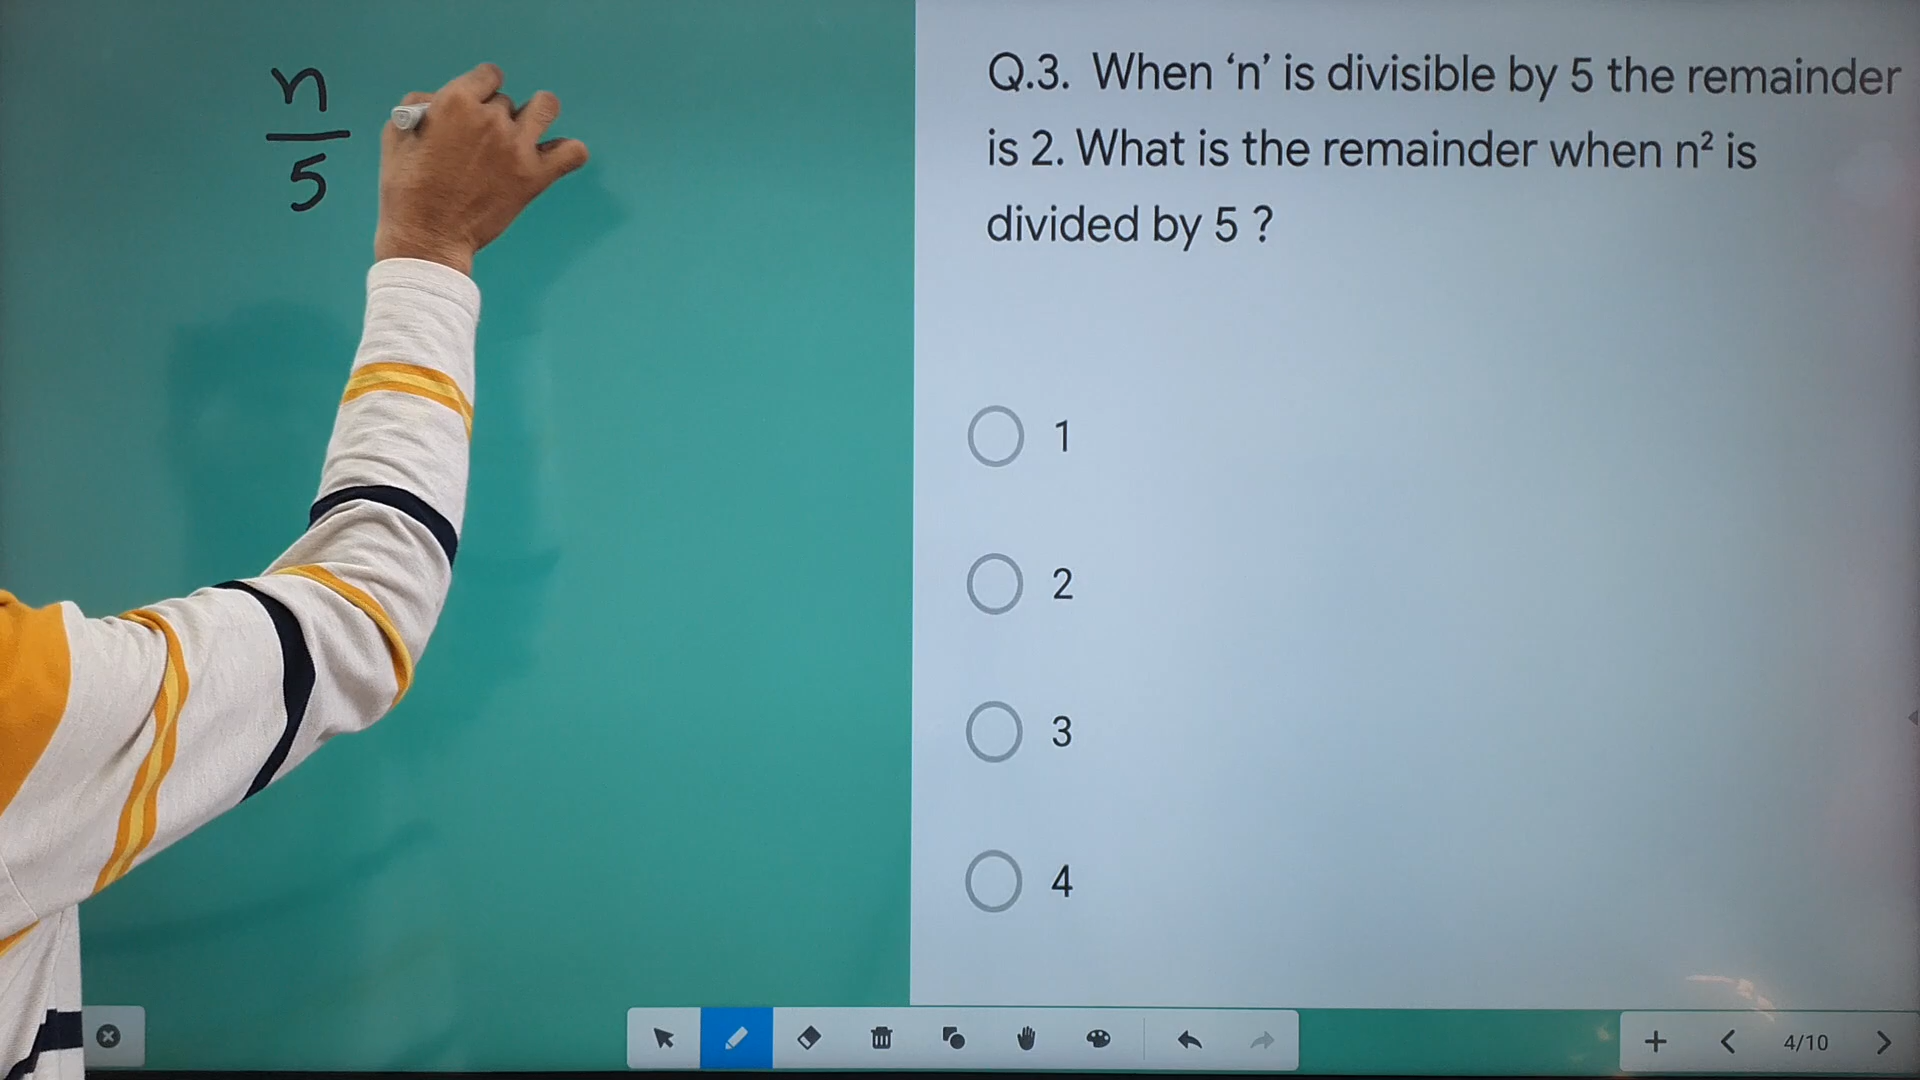 n
5
Q.3. When ‘n’ is divisible by 5 the remainder
is 2. What is the remainder when n² is
divided by 5 ?
1
2
3
4
4/10